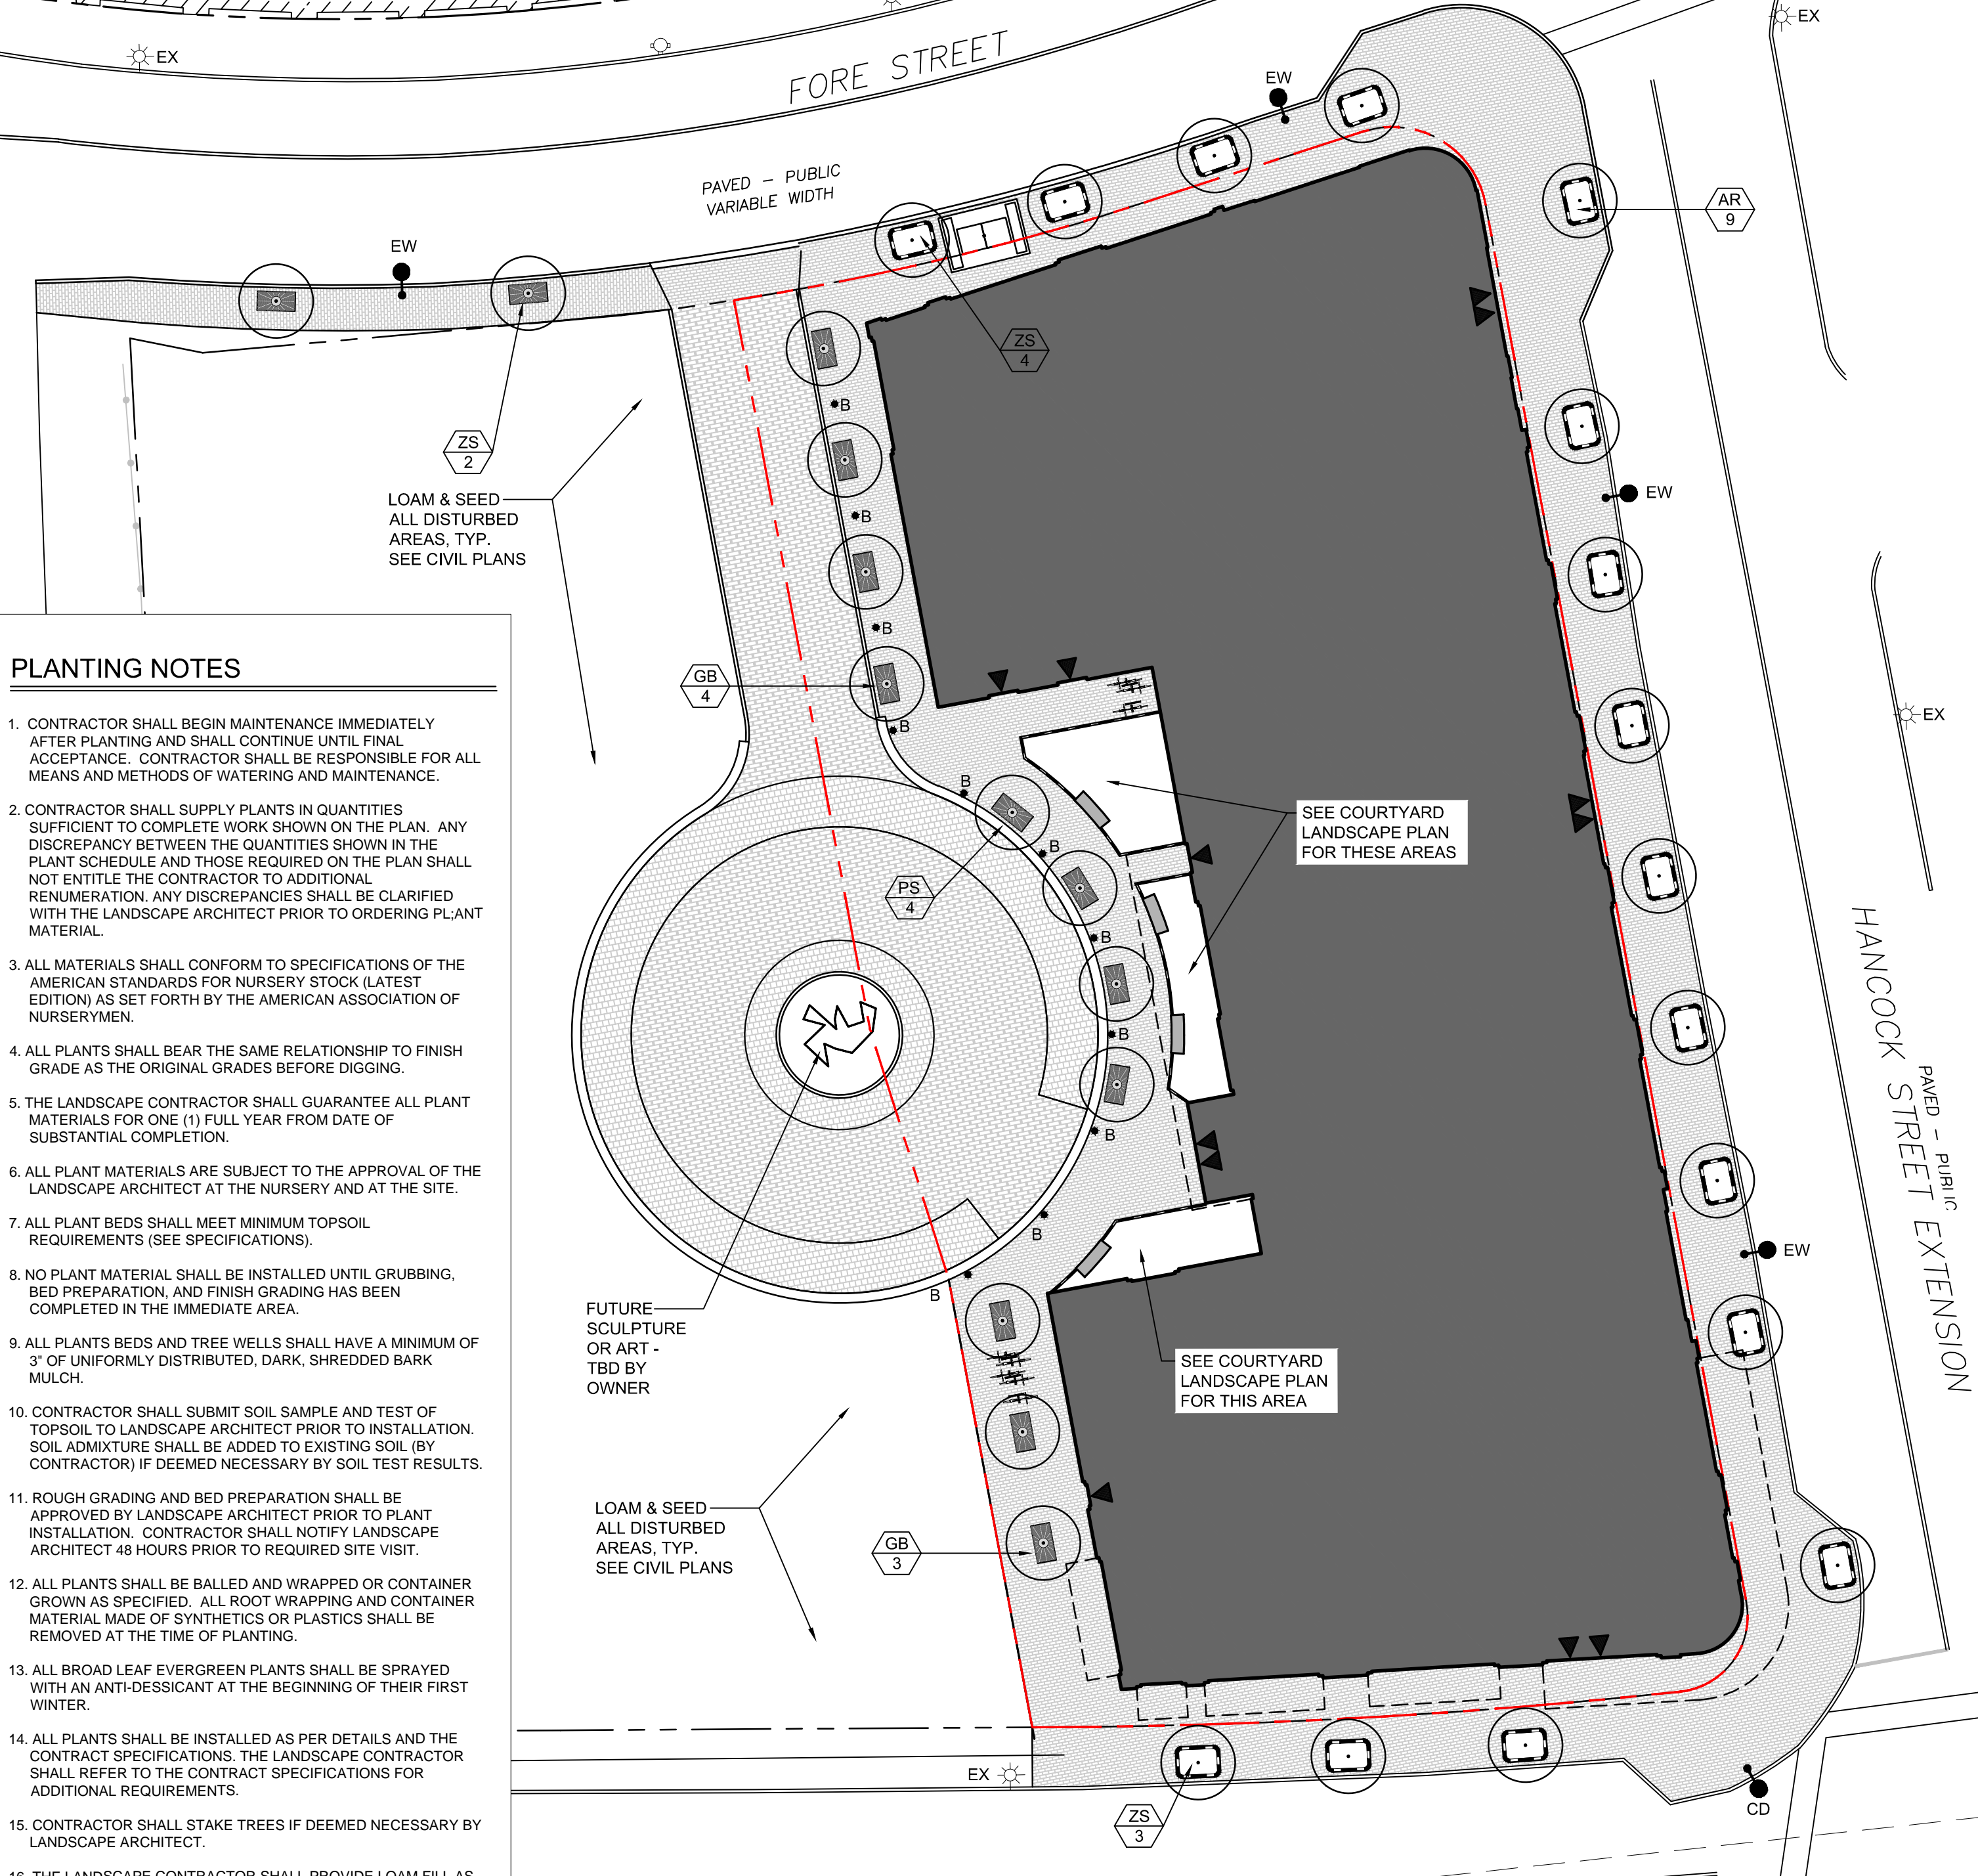 EX
EX
FORE STREET
EW
PAVED - PUBLIC
VARIABLE WIDTH
AR
9
EW
ZS
4
ZS
2
B
LOAM & SEED
ALL DISTURBED
AREAS, TYP.
SEE CIVIL PLANS
B
EW
B
GB
4
B
EX
PLANTING NOTES
1. CONTRACTOR SHALL BEGIN MAINTENANCE IMMEDIATELY
AFTER PLANTING AND SHALL CONTINUE UNTIL FINAL
ACCEPTANCE. CONTRACTOR SHALL BE RESPONSIBLE FOR ALL
MEANS AND METHODS OF WATERING AND MAINTENANCE.
2. CONTRACTOR SHALL SUPPLY PLANTS IN QUANTITIES
SUFFICIENT TO COMPLETE WORK SHOWN ON THE PLAN. ANY
DISCREPANCY BETWEEN THE QUANTITIES SHOWN IN THE
PLANT SCHEDULE AND THOSE REQUIRED ON THE PLAN SHALL
NOT ENTITLE THE CONTRACTOR TO ADDITIONAL
RENUMERATION. ANY DISCREPANCIES SHALL BE CLARIFIED
WITH THE LANDSCAPE ARCHITECT PRIOR TO ORDERING PL;ANT
MATERIAL.
3. ALL MATERIALS SHALL CONFORM TO SPECIFICATIONS OF THE
AMERICAN STANDARDS FOR NURSERY STOCK (LATEST
EDITION) AS SET FORTH BY THE AMERICAN ASSOCIATION OF
NURSERYMEN.
4. ALL PLANTS SHALL BEAR THE SAME RELATIONSHIP TO FINISH
GRADE AS THE ORIGINAL GRADES BEFORE DIGGING.
5. THE LANDSCAPE CONTRACTOR SHALL GUARANTEE ALL PLANT
MATERIALS FOR ONE (1) FULL YEAR FROM DATE OF
SUBSTANTIAL COMPLETION.
6. ALL PLANT MATERIALS ARE SUBJECT TO THE APPROVAL OF THE
LANDSCAPE ARCHITECT AT THE NURSERY AND AT THE SITE.
7. ALL PLANT BEDS SHALL MEET MINIMUM TOPSOIL
REQUIREMENTS (SEE SPECIFICATIONS).
8. NO PLANT MATERIAL SHALL BE INSTALLED UNTIL GRUBBING,
BED PREPARATION, AND FINISH GRADING HAS BEEN
COMPLETED IN THE IMMEDIATE AREA.
9. ALL PLANTS BEDS AND TREE WELLS SHALL HAVE A MINIMUM OF
3" OF UNIFORMLY DISTRIBUTED, DARK, SHREDDED BARK
MULCH.
10. CONTRACTOR SHALL SUBMIT SOIL SAMPLE AND TEST OF
TOPSOIL TO LANDSCAPE ARCHITECT PRIOR TO INSTALLATION.
SOIL ADMIXTURE SHALL BE ADDED TO EXISTING SOIL (BY
CONTRACTOR) IF DEEMED NECESSARY BY SOIL TEST RESULTS.
11. ROUGH GRADING AND BED PREPARATION SHALL BE
APPROVED BY LANDSCAPE ARCHITECT PRIOR TO PLANT
INSTALLATION. CONTRACTOR SHALL NOTIFY LANDSCAPE
ARCHITECT 48 HOURS PRIOR TO REQUIRED SITE VISIT.
12. ALL PLANTS SHALL BE BALLED AND WRAPPED OR CONTAINER
GROWN AS SPECIFIED. ALL ROOT WRAPPING AND CONTAINER
MATERIAL MADE OF SYNTHETICS OR PLASTICS SHALL BE
REMOVED AT THE TIME OF PLANTING.
13. ALL BROAD LEAF EVERGREEN PLANTS SHALL BE SPRAYED
WITH AN ANTI-DESSICANT AT THE BEGINNING OF THEIR FIRST
WINTER.
14. ALL PLANTS SHALL BE INSTALLED AS PER DETAILS AND THE
CONTRACT SPECIFICATIONS. THE LANDSCAPE CONTRACTOR
SHALL REFER TO THE CONTRACT SPECIFICATIONS FOR
ADDITIONAL REQUIREMENTS.
15. CONTRACTOR SHALL STAKE TREES IF DEEMED NECESSARY BY
LANDSCAPE ARCHITECT.
16. THE LANDSCAPE CONTRACTOR SHALL PROVIDE LOAM FILL AS
B
SEE COURTYARD
LANDSCAPE PLAN
FOR THESE AREAS
B
PS
4
B
B
B
HANCOCK STREET EXTENSION
PAVED - PUBLIC
B
EW
B
FUTURE
SCULPTURE
OR ART -
TBD BY
OWNER
SEE COURTYARD
LANDSCAPE PLAN
FOR THIS AREA
LOAM & SEED
ALL DISTURBED
AREAS, TYP.
SEE CIVIL PLANS
GB
3
EX
ZS
3
CD